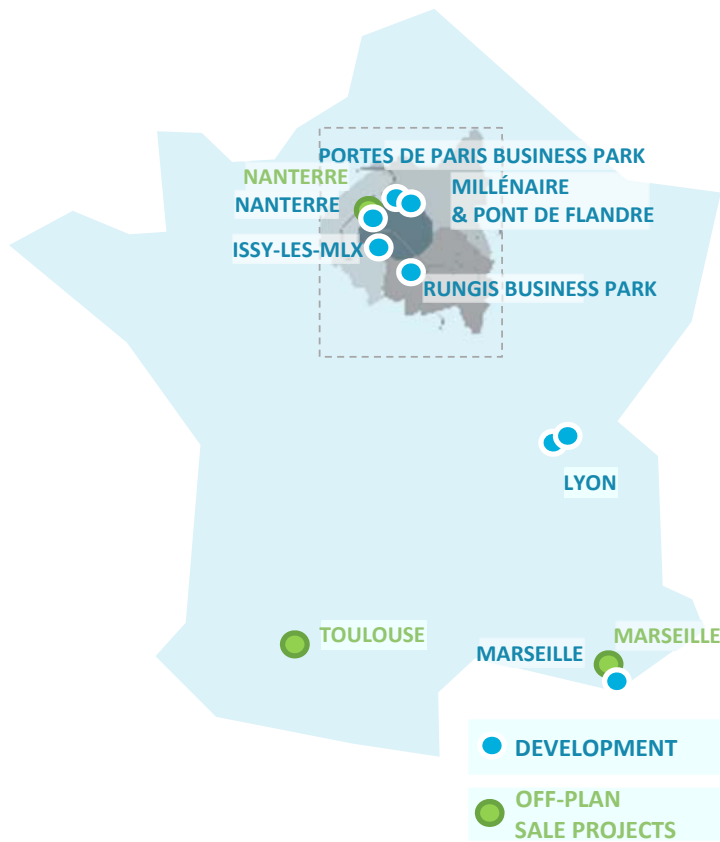 PORTES DE PARIS BUSINESS PARK
NANTERRE
NANTERRE
MILLÉNAIRE
& PONT DE FLANDRE
ISSY-LES-MLX
RUNGIS BUSINESS PARK
LYON
TOULOUSE
MARSEILLE
MARSEILLE
DEVELOPMENT
OFF-PLAN
SALE PROJECTS